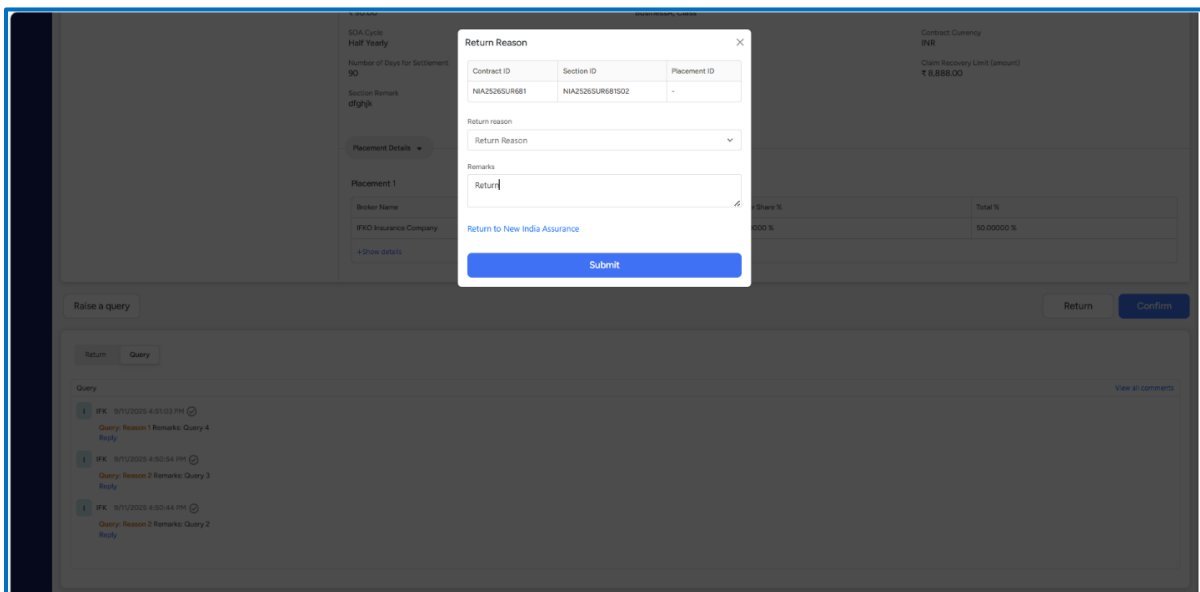 ₹ 90.00
SOA Cycle
Half Yearly
Number of Days for Settlement
90
Section Remark
dfghjk
Contract Currency
INR
Claim Recovery Limit (amount)
₹ 8,888.00
Return Reason
Contract ID Section ID Placement ID
NIA2526SUR681 NIA2526SUR681S02 -
Return reason
Return Reason
Remarks
Return
Return to New India Assurance
Submit
Placement Details
Placement 1
Broker Name Share % Total %
IFKO Insurance Company 0000 % 50.00000 %
+Show details
Raise a query Return Confirm
Return Query
Query View all comments
I IFK 9/11/2025 4:51:03 PM
Query: Reason 1 Remarks: Query 4
Reply
I IFK 9/11/2025 4:50:54 PM
Query: Reason 2 Remarks: Query 3
Reply
I IFK 9/11/2025 4:50:44 PM
Query: Reason 2 Remarks: Query 2
Reply